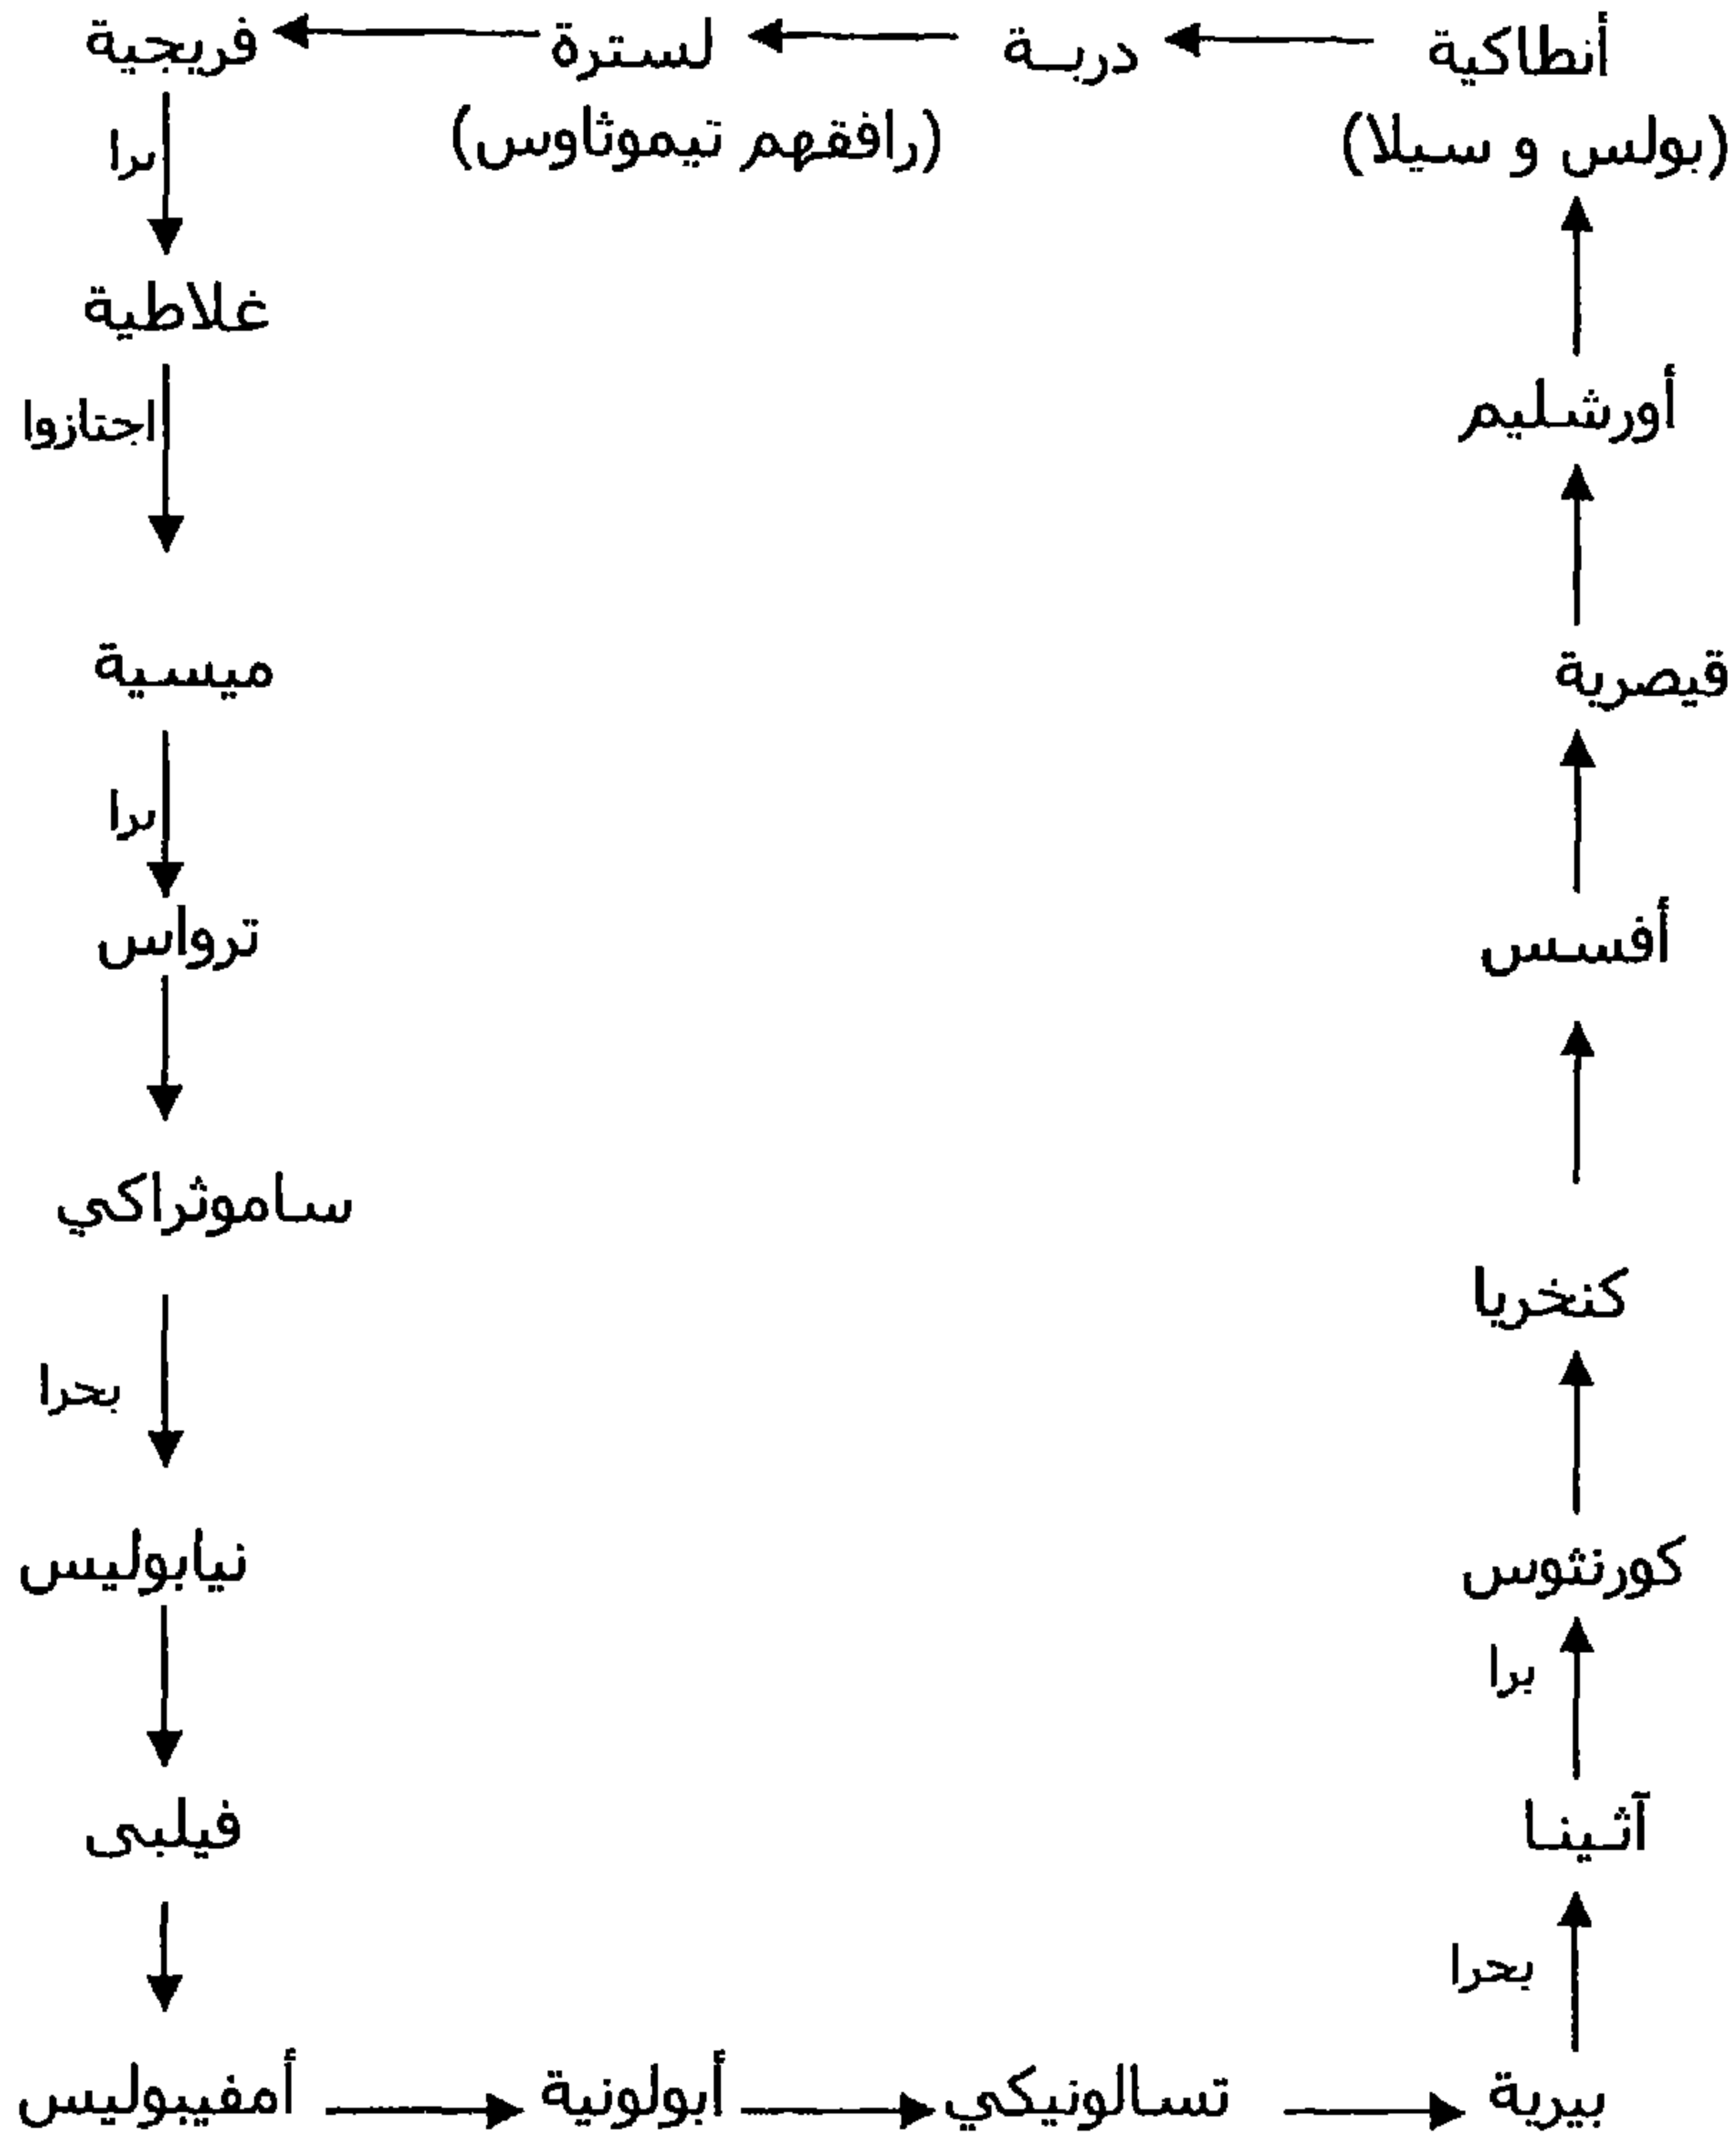 أنطاكية
(بولس و سيلا)
دربة
لسترة
(رافقهم تيموثاوس)
فريجية
برا
غلاطية
اجتازوا
ميسية
برا
ترواس
ساموثراكي
بحرا
نيابوليس
فيلبى
أمفيبوليس
أبولونية
تسالونيكي
بيرية
بحرا
آثينا
برا
كورنثوس
كنخريا
أفسس
قيصرية
أورشليم